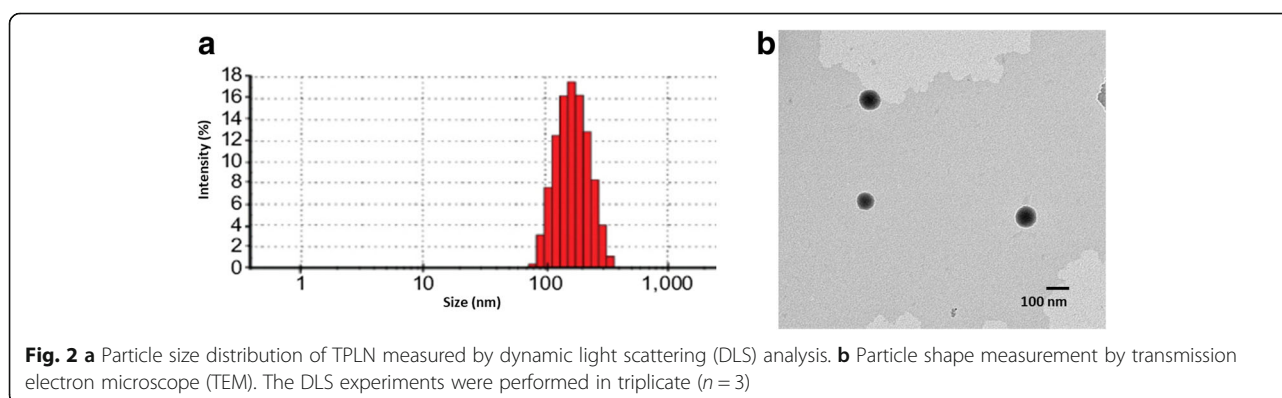 a
b
18
16
14
12
10
8
6
4
2
0
Intensity (%)
1
10
100
1,000
Size (nm)
100 nm
Fig. 2 a Particle size distribution of TPLN measured by dynamic light scattering (DLS) analysis. b Particle shape measurement by transmission
electron microscope (TEM). The DLS experiments were performed in triplicate (n = 3)